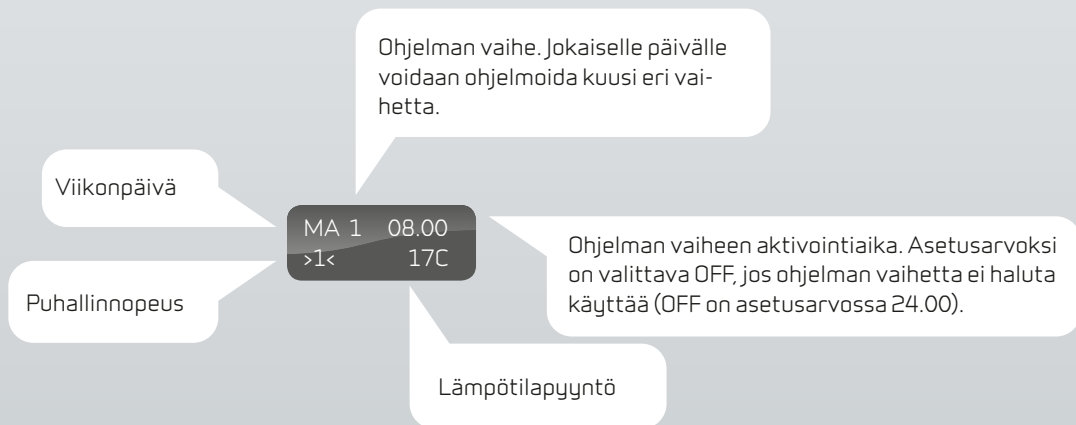 Ohjelman vaihe. Jokaiselle päivälle
voidaan ohjelmoida kuusi eri vai-
hetta.
Viikonpäivä
MA 1 08.00
>1< 17C
Ohjelman vaiheen aktivointiaika. Asetusarvoksi
on valittava OFF, jos ohjelman vaihetta ei haluta
käyttää (OFF on asetusarvossa 24.00).
Puhallinnopeus
Lämpötilapyyntö